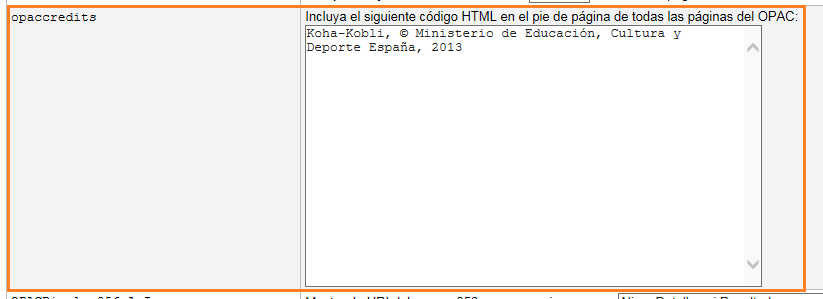 opaccredits
Incluya el siguiente código HTML en el pie de página de todas las páginas del OPAC:
Koha-Kobli, © Ministerio de Educación, Cultura y
Deporte España, 2013